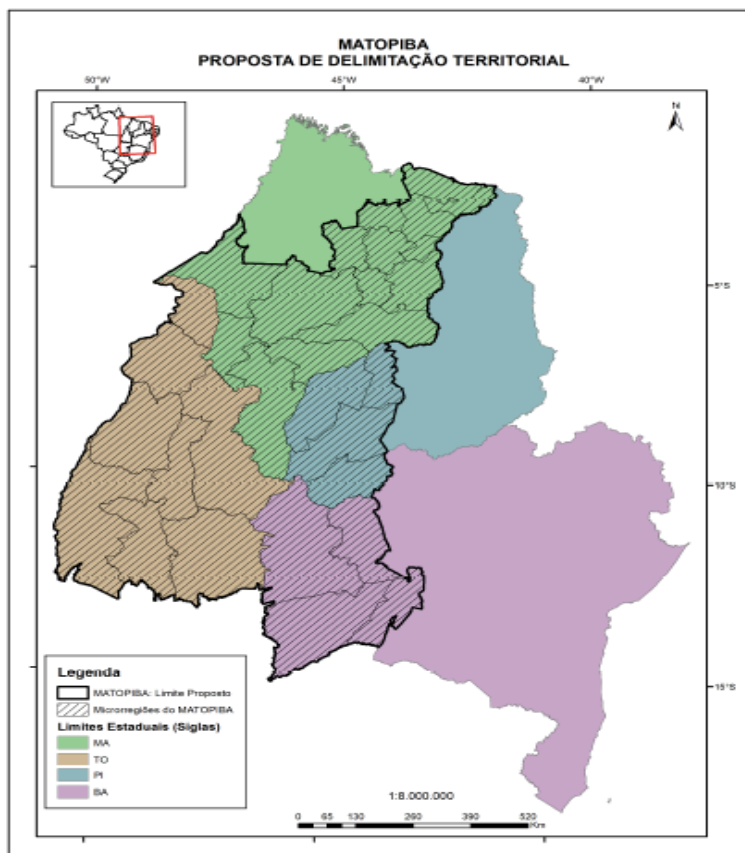 MATOPIBA
PROPOSTA DE DELIMITAÇÃO TERRITORIAL
50°W
45°W
40°W
N
5°S
10°S
15°S
Legenda
MATOPIBA: Limite Proposto
Microrregiões do MATOPIBA
Limites Estaduais (Siglas)
MA
TO
PI
BA
1:8.000.000
0 65 130 260 390 520
Km